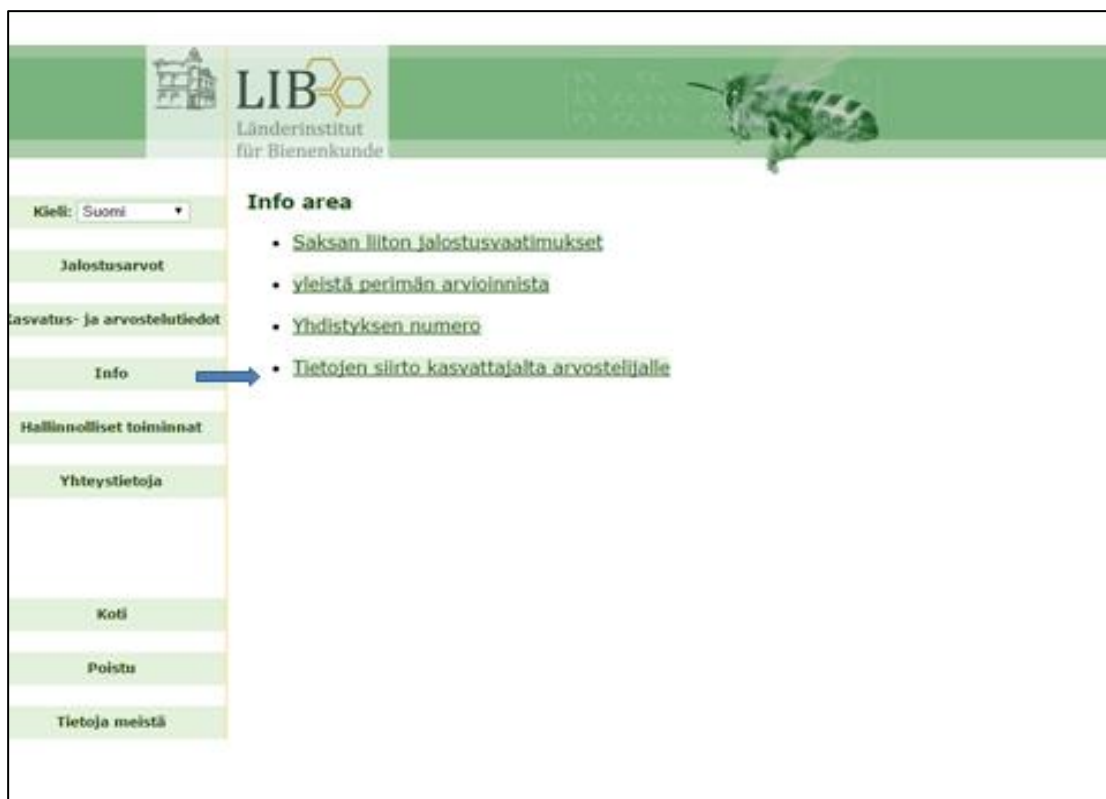 LIB
Länderinstitut
für Bienenkunde
Kieli: Suomi
Jalostusarvot
Kasvatus- ja arvostelutiedot
Info
Hallinnolliset toiminnat
Yhteystietoja
Koti
Poistu
Tietoja meistä
Info area
Saksan liiton jalostusvaatimukset
yleistä perimän arvioinnista
Yhdistyksen numero
Tietojen siirto kasvattajalta arvostelijalle